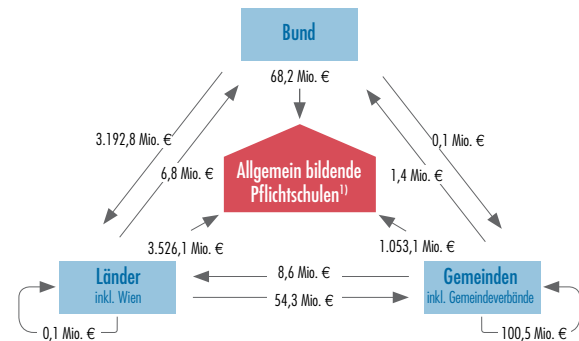 Bund
68,2 Mio. €
3.192,8 Mio. €
0,1 Mio. €
6,8 Mio. €
1,4 Mio. €
Allgemein bildende
Pflichtschulen¹⁾
3.526,1 Mio. €
1.053,1 Mio. €
Länder
inkl. Wien
8,6 Mio. €
54,3 Mio. €
Gemeinden
inkl. Gemeindeverbände
0,1 Mio. €
100,5 Mio. €